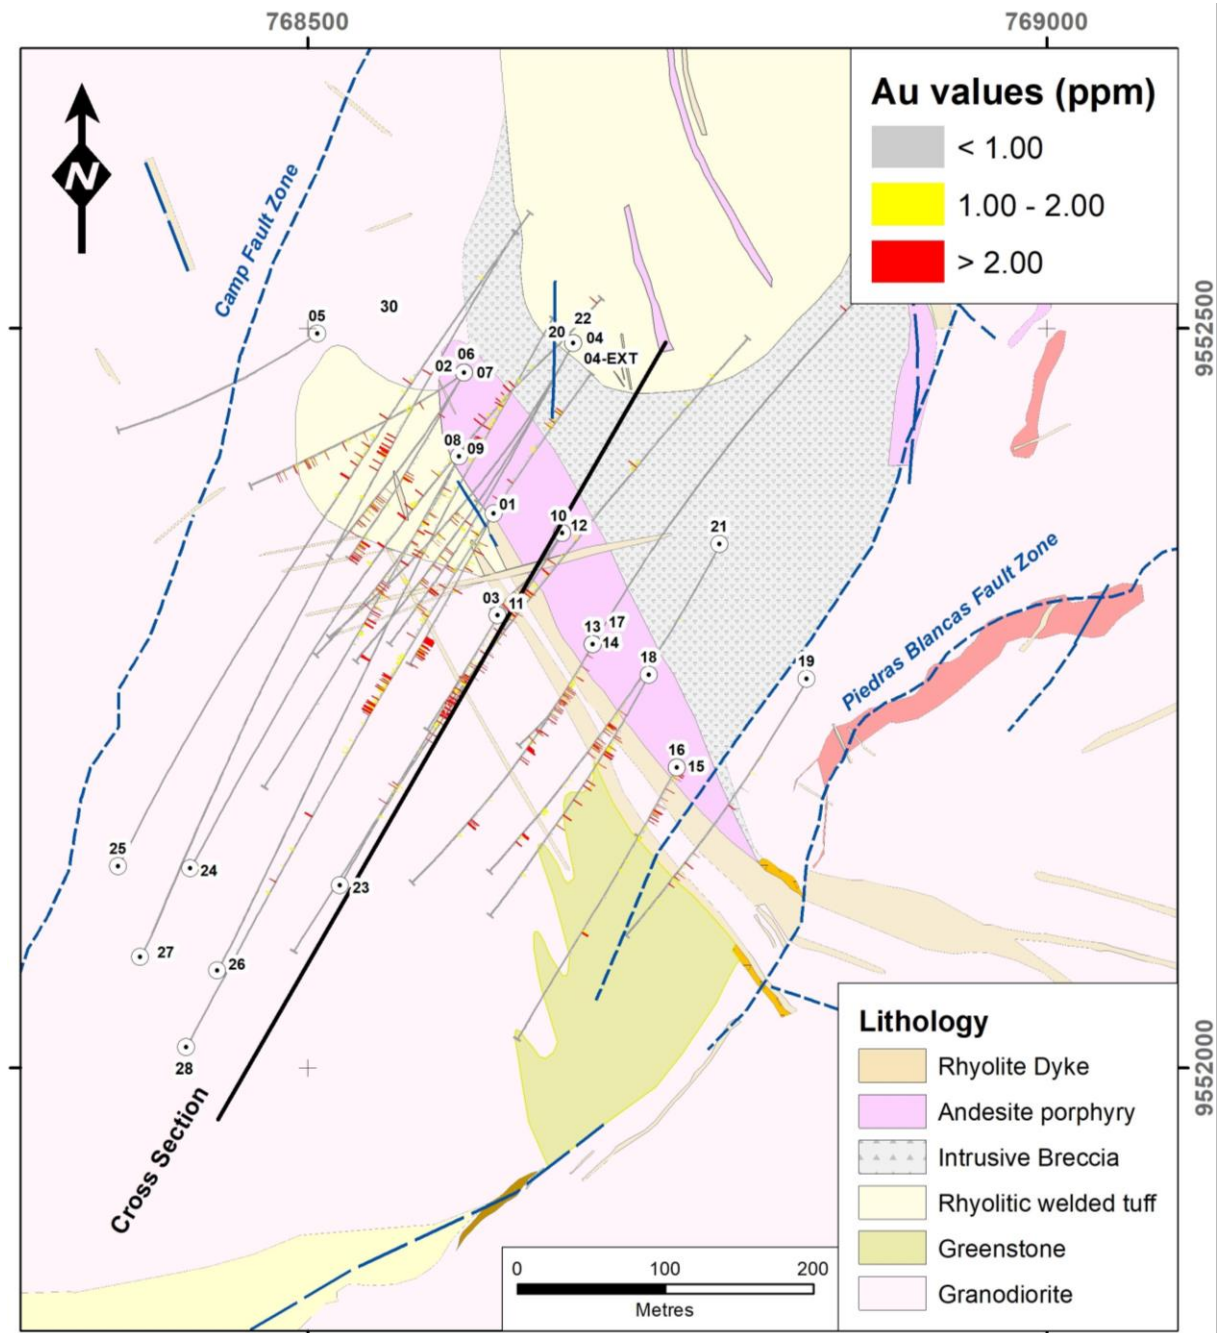 768500
769000
Au values (ppm)
< 1.00
1.00 - 2.00
> 2.00
N
Camp Fault Zone
9552500
30
05
20
22
04
04-EXT
06
02
07
08
09
01
10
12
21
03
11
13
17
14
18
19
Piedras Blancas Fault Zone
16
15
25
24
23
27
26
28
9552000
Cross Section
Lithology
Rhyolite Dyke
Andesite porphyry
Intrusive Breccia
Rhyolitic welded tuff
Greenstone
Granodiorite
0 100 200
Metres